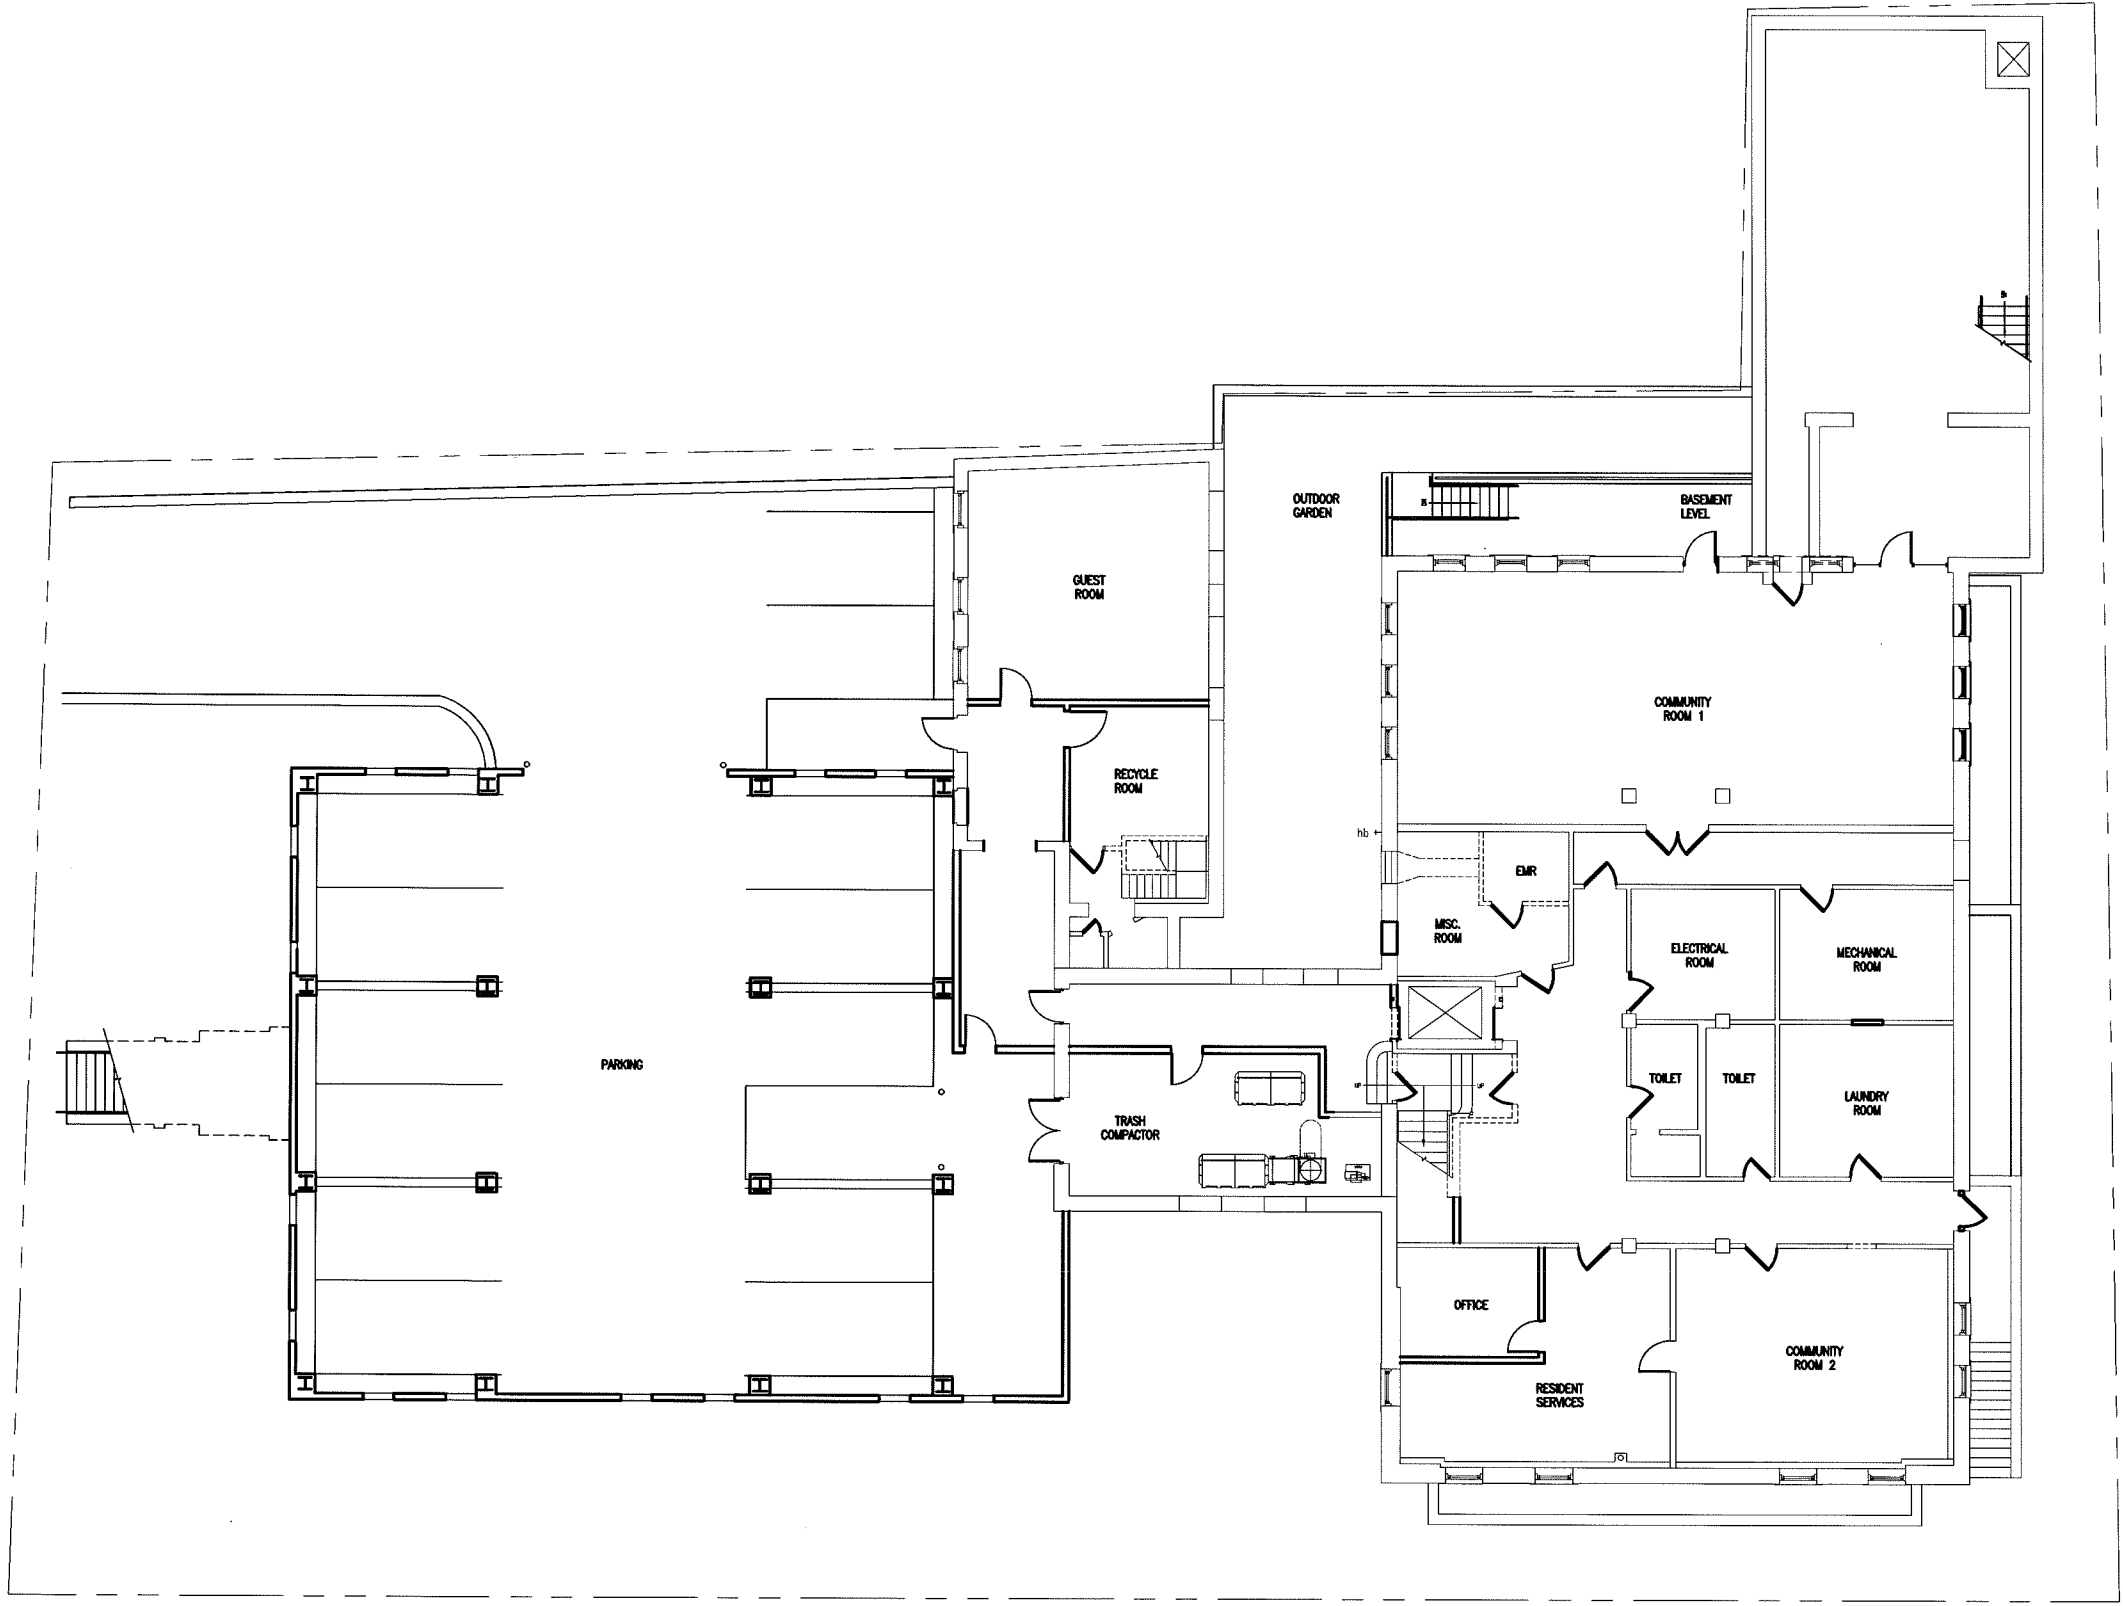 OUTDOOR
GARDEN
BASEMENT
LEVEL
GUEST
ROOM
COMMUNITY
ROOM 1
RECYCLE
ROOM
hb
EMR
MISC.
ROOM
ELECTRICAL
ROOM
MECHANICAL
ROOM
PARKING
TOILET
TOILET
UP
UP
LAUNDRY
ROOM
TRASH
COMPACTOR
OFFICE
COMMUNITY
ROOM 2
RESIDENT
SERVICES